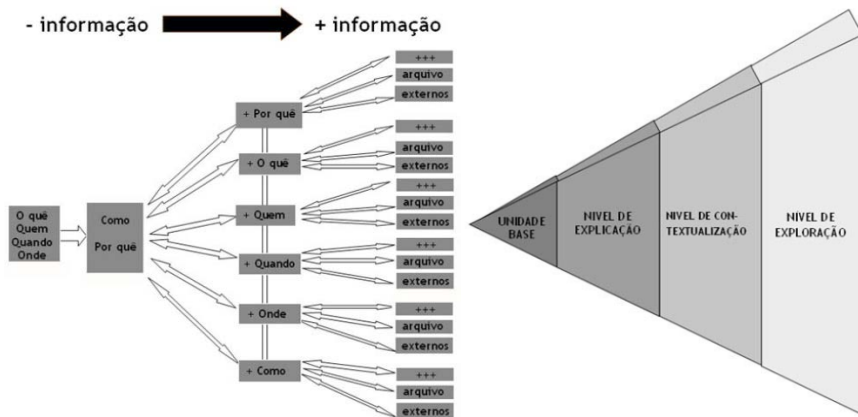 - informação
+ informação
O quê
Quem
Quando
Onde
Como
Por quê
+ Por quê
+ O quê
+ Quem
+ Quando
+ Onde
+ Como
+++
arquivo
externos
+++
arquivo
externos
+++
arquivo
externos
+++
arquivo
externos
+++
arquivo
externos
+++
arquivo
externos
UNIDADE
BASE
NIVEL DE
EXPLICAÇÃO
NIVEL DE CON-
TEXTUALIZAÇÃO
NIVEL DE
EXPLORAÇÃO